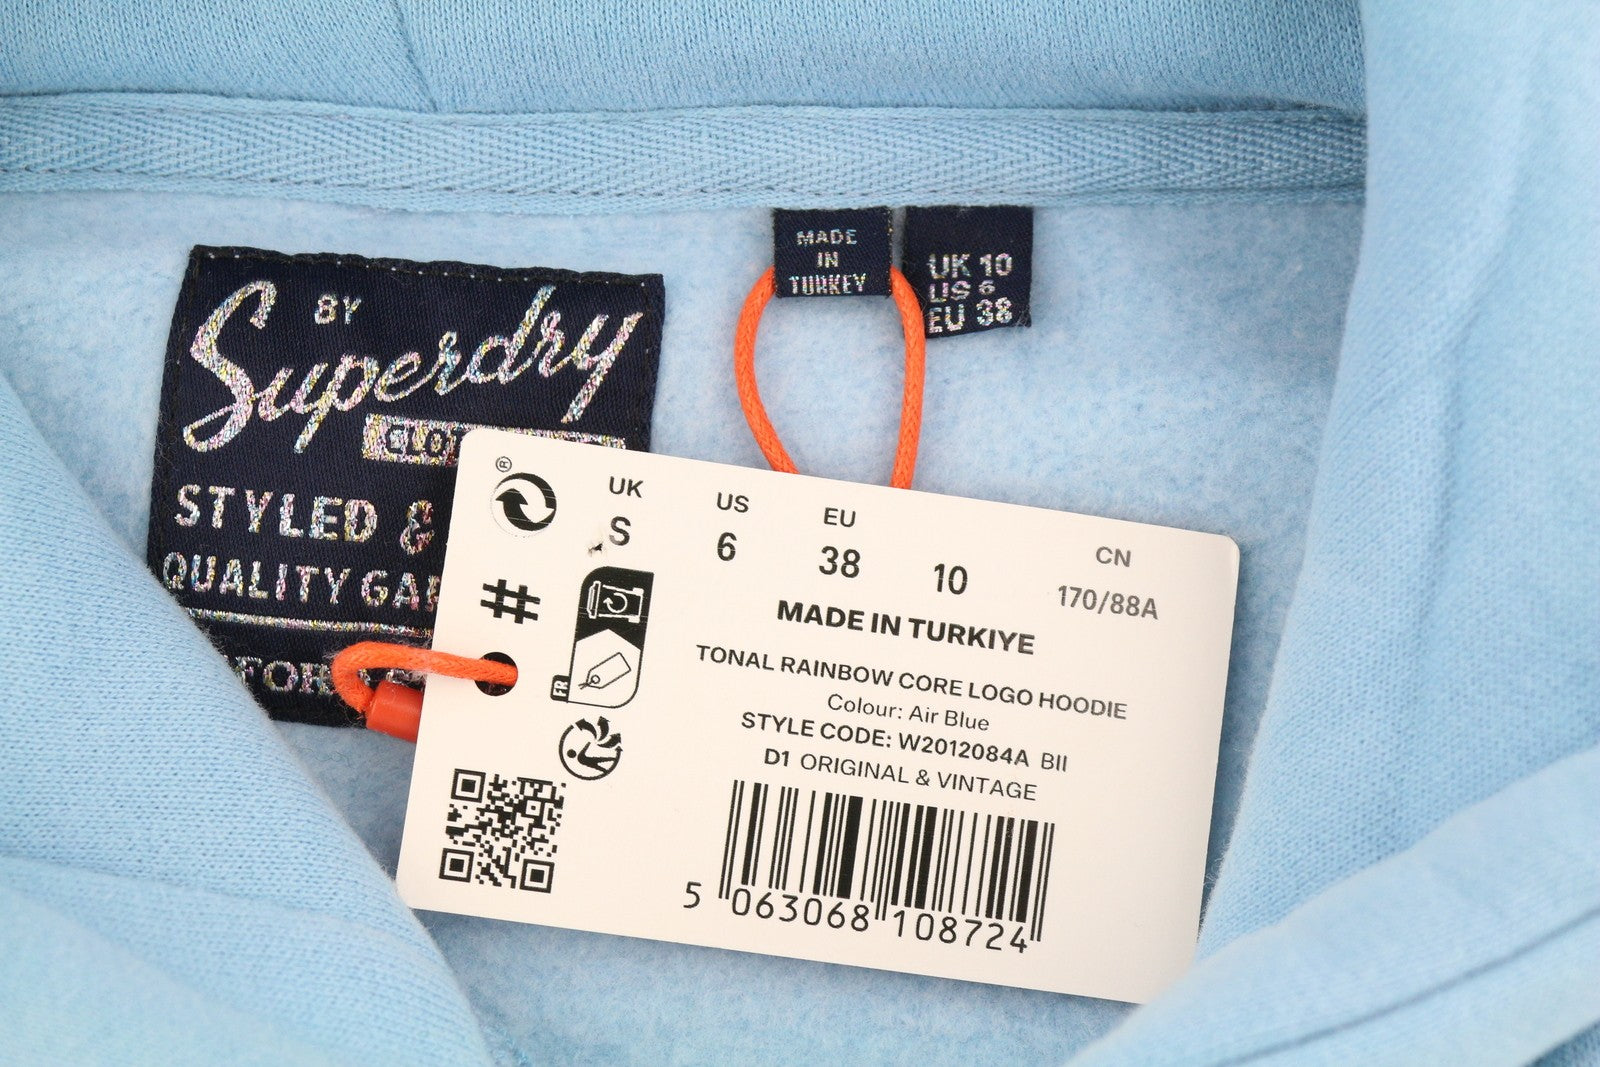 MADE
IN
TURKEY
UK 10
US 6
EU 38
BY
Superdry
STYLED &
QUALITY
FOR
®
UK US EU CN
S 6 38 10 170/88A
#
MADE IN TURKIYE
TONAL RAINBOW CORE LOGO HOODIE
Colour: Air Blue
STYLE CODE: W2012084A BII
D1 ORIGINAL & VINTAGE
FR
5 063068 108724